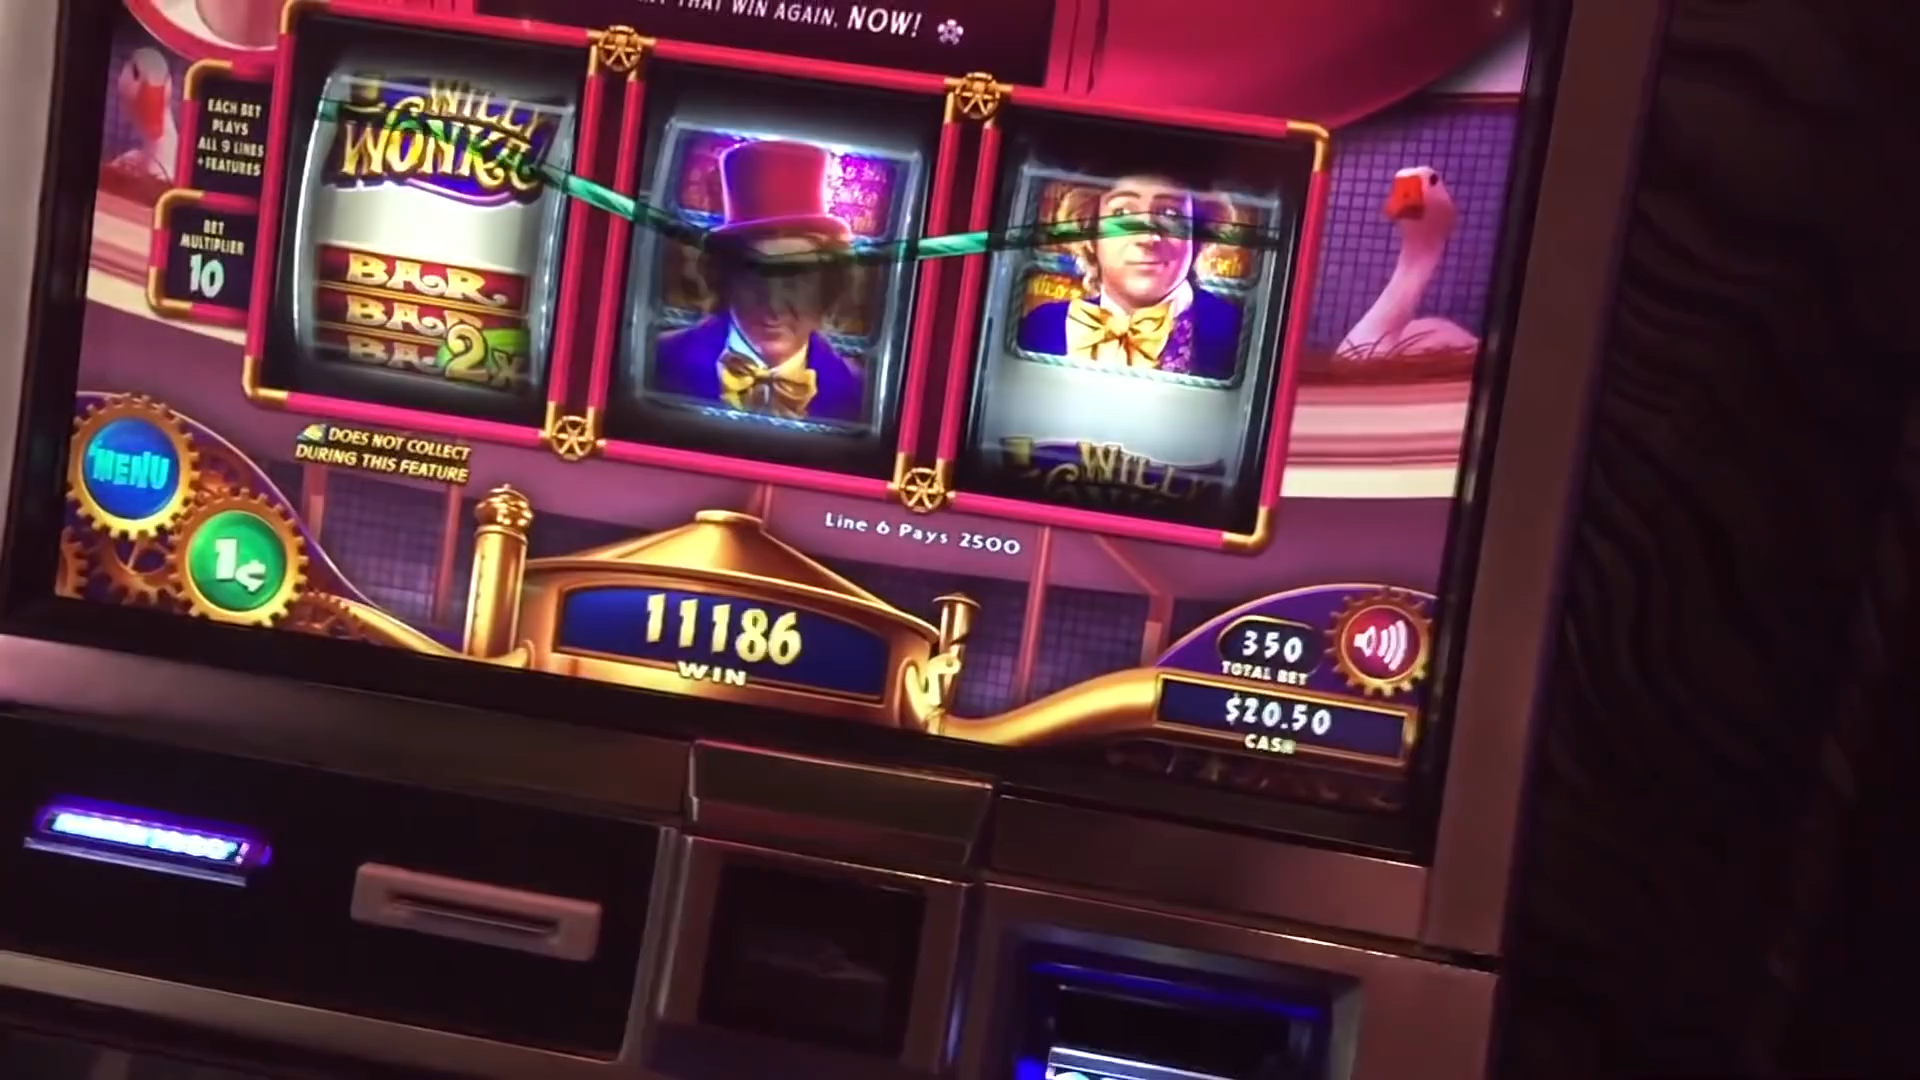 THAT WIN AGAIN. NOW!
EACH BET
PLAYS
ALL 9 LINES
+FEATURES
BET
MULTIPLIER
10
WILLY
WONKA
BAR
BAR
BAR
2x
WILLY
MENU
1¢
DOES NOT COLLECT
DURING THIS FEATURE
Line 6 Pays 2500
11186
WIN
350
TOTAL BET
$20.50
CASH